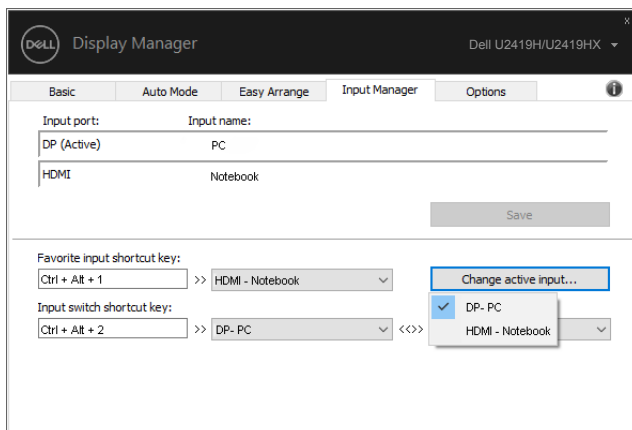 x
DELL Display Manager Dell U2419H/U2419HX
Basic Auto Mode Easy Arrange Input Manager Options i
Input port: Input name:
DP (Active) PC
HDMI Notebook
Save
Favorite input shortcut key:
Ctrl + Alt + 1 >> HDMI - Notebook Change active input...
DP- PC
Input switch shortcut key:
Ctrl + Alt + 2 >> DP- PC <<>>
HDMI - Notebook